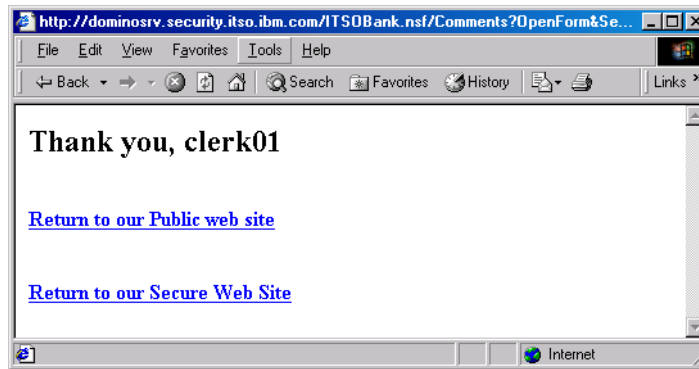 http://dominosrv.security.itso.ibm.com/ITSOBank.nsf/Comments?OpenForm&Se...
File Edit View Favorites Tools Help
Back Search Favorites History Links »
Thank you, clerk01
Return to our Public web site
Return to our Secure Web Site
Internet